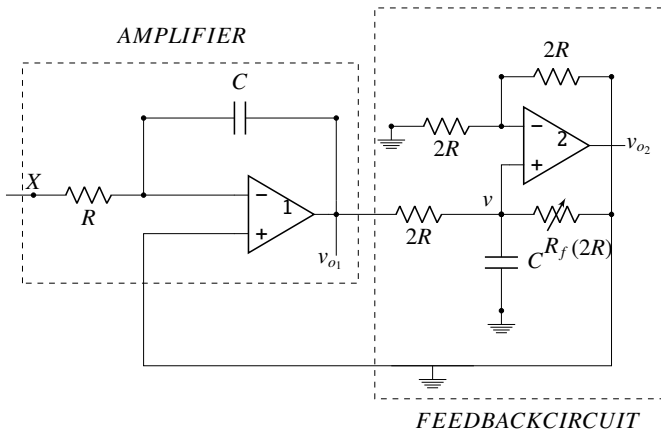 AMPLIFIER
C
2R
2R
−
+
2
v_{o_2}
X
R
−
+
1
v_{o_1}
2R
v
R_f (2R)
C
FEEDBACKCIRCUIT